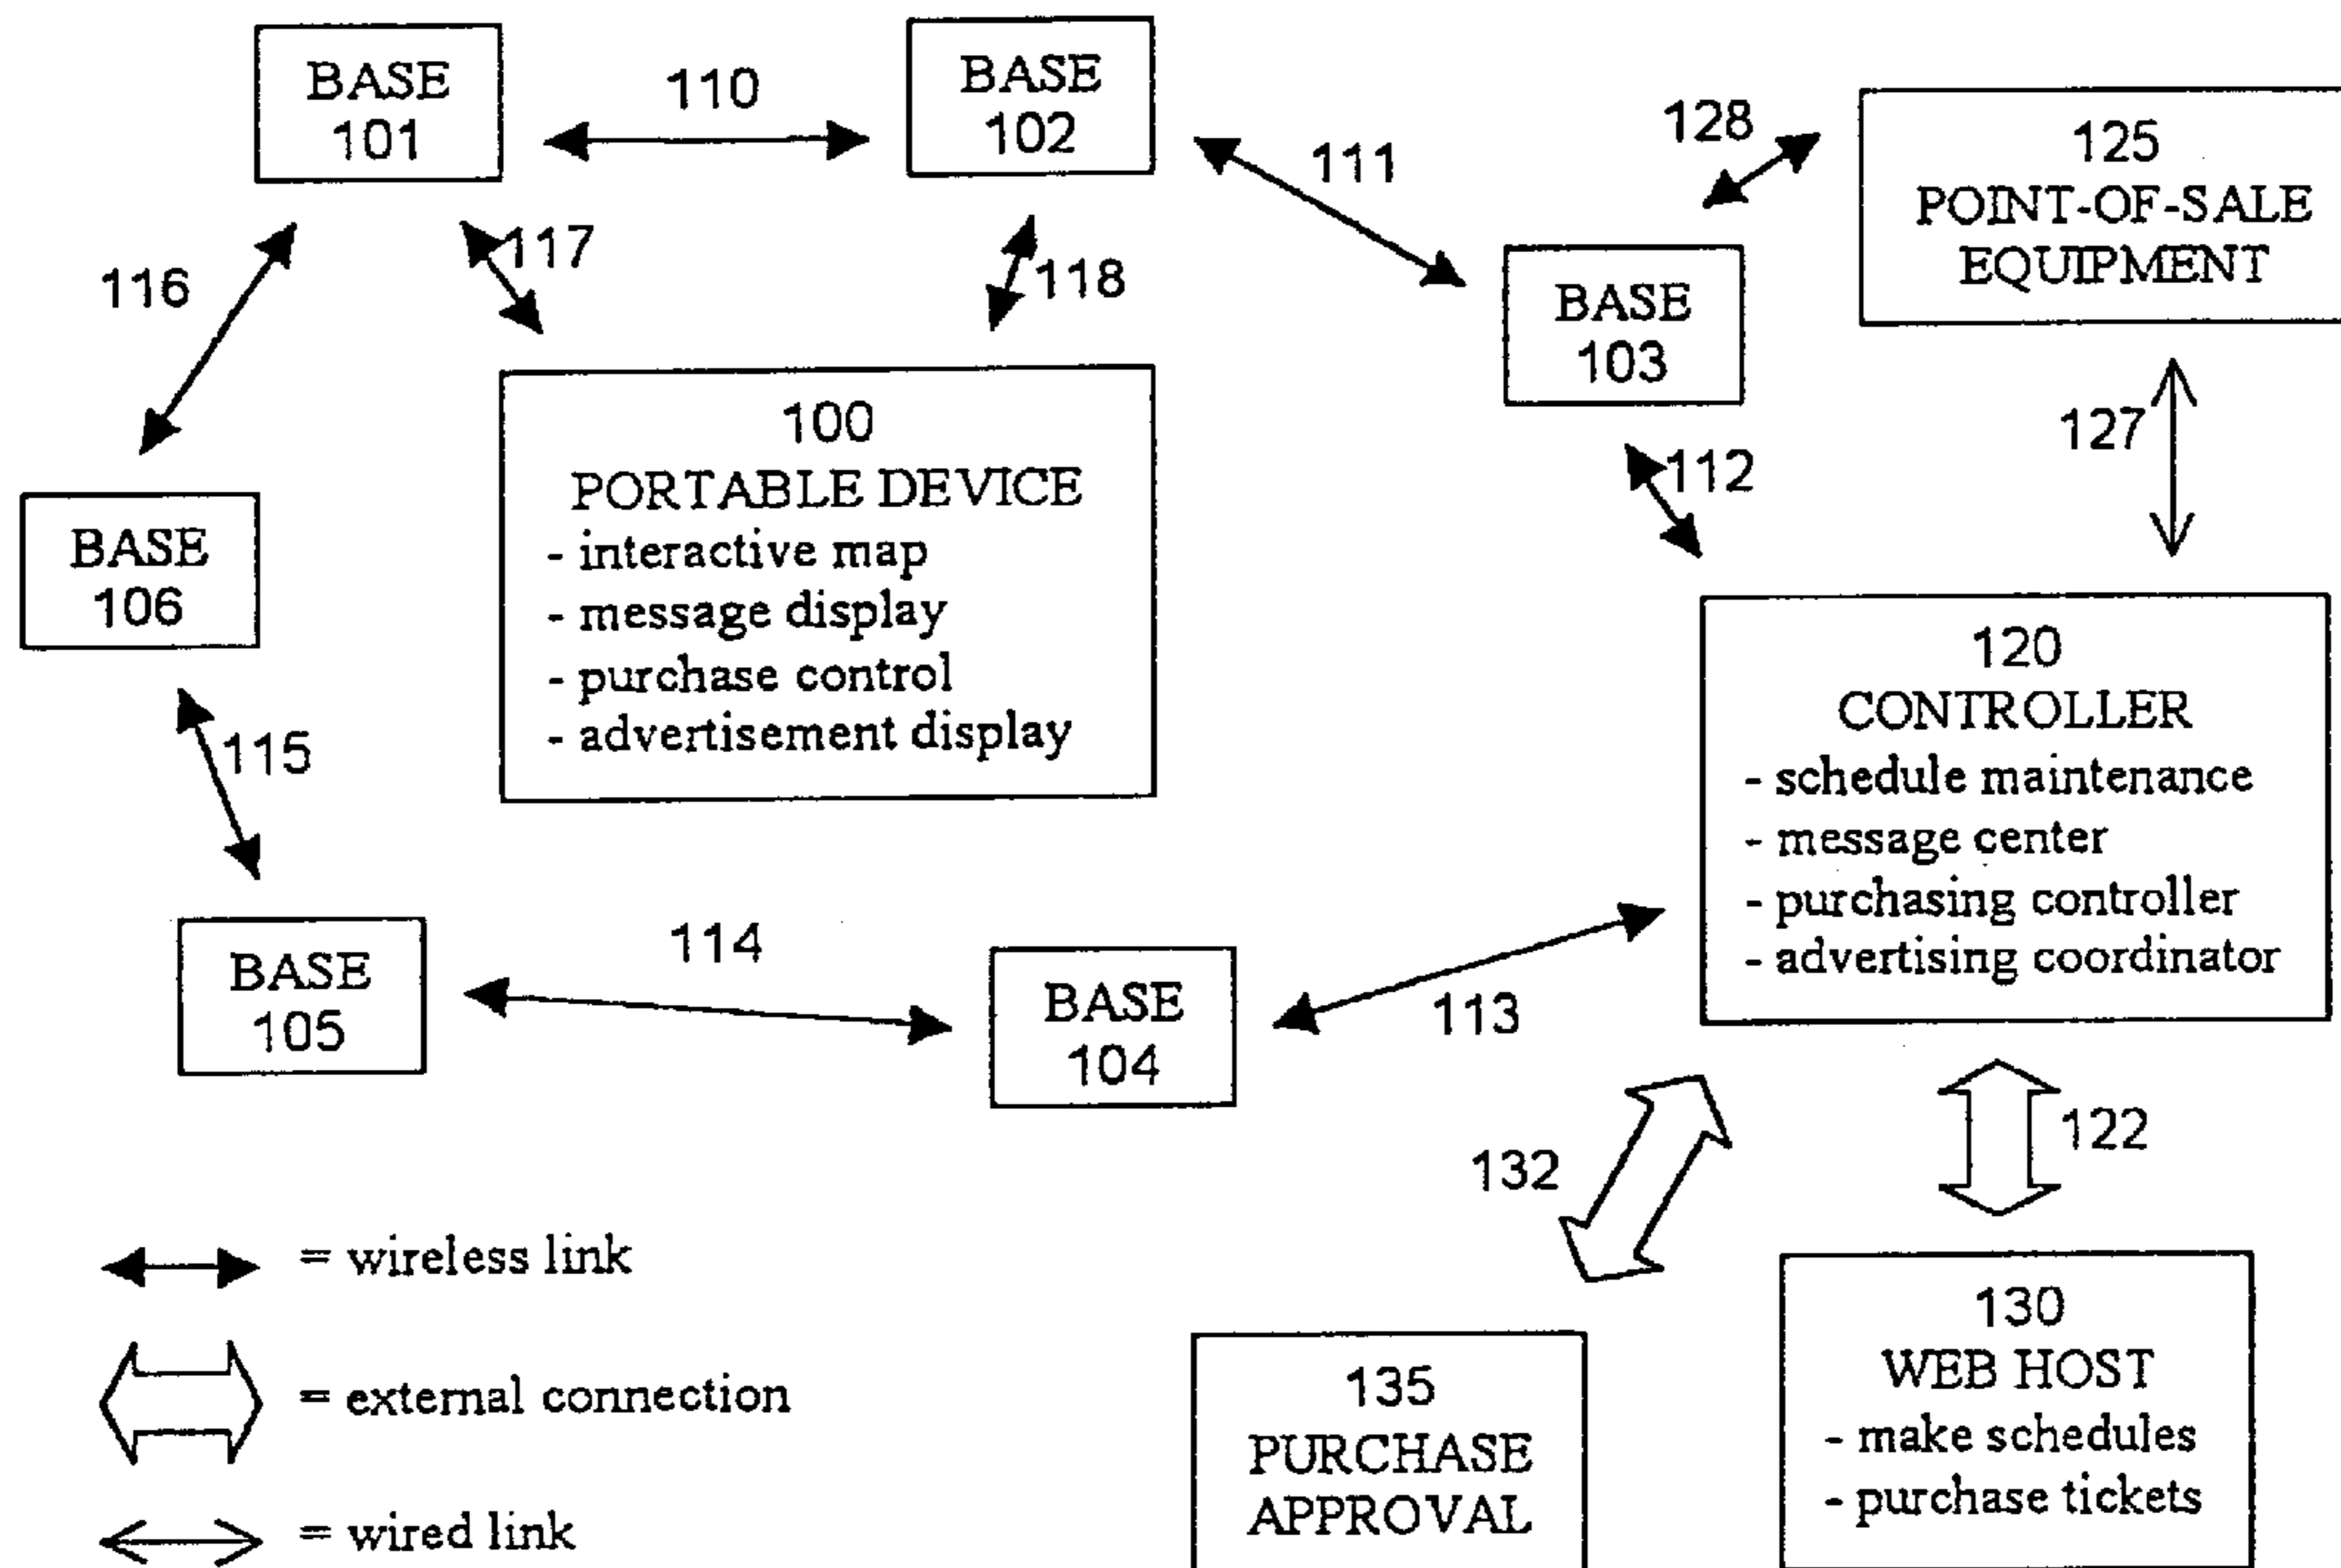 BASE
101
110
BASE
102
111
128
125
POINT-OF-SALE
EQUIPMENT
116
117
118
BASE
103
127
112
100
PORTABLE DEVICE
- interactive map
- message display
- purchase control
- advertisement display
BASE
106
115
120
CONTROLLER
- schedule maintenance
- message center
- purchasing controller
- advertising coordinator
BASE
105
114
BASE
104
113
132
122
= wireless link
= external connection
= wired link
135
PURCHASE
APPROVAL
130
WEB HOST
- make schedules
- purchase tickets